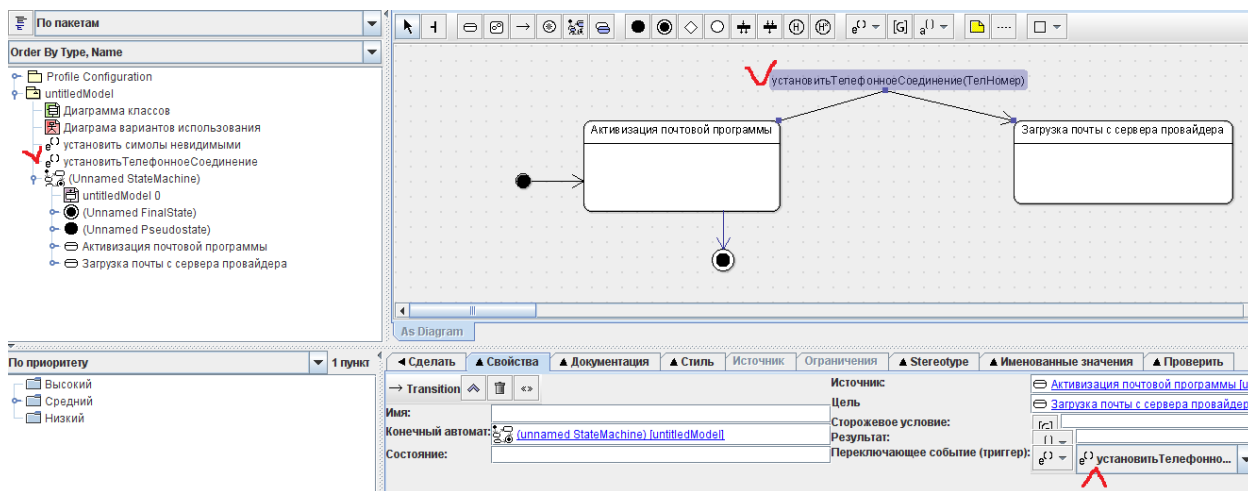 По пакетам
Order By Type, Name
Profile Configuration
untitledModel
Диаграмма классов
Диаграма вариантов использования
установить симолы невидимыми
установитьТелефонноеСоединение
(Unnamed StateMachine)
untitledModel 0
(Unnamed FinalState)
(Unnamed Pseudostate)
Активизация почтовой программы
Загрузка почты с сервера провайдера
установитьТелефонноеСоединение(ТелНомер)
Активизация почтовой программы
Загрузка почты с сервера провайдера
As Diagram
По приоритету 1 пункт
Высокий
Средний
Низкий
Сделать Свойства Документация Стиль Источник Ограничения Stereotype Именованные значения Проверить
Transition
Имя:
Конечный автомат: (unnamed StateMachine) [untitledModel]
Состояние:
Источник: Активизация почтовой программы [u
Цель Загрузка почты с сервера провайдер
Сторожевое условие:
Результат:
Переключающее событие (триггер): e() установитьТелефонно...